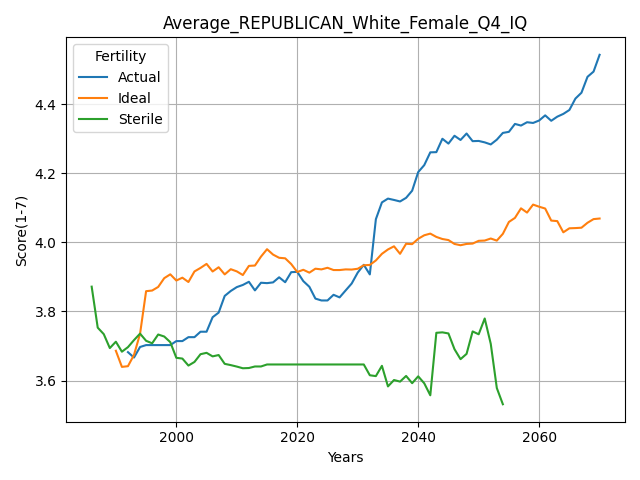 Average_REPUBLICAN_White_Female_Q4_IQ
Fertility
Actual
Ideal
Sterile
Score(1-7)
4.4
4.2
4.0
3.8
3.6
2000
2020
2040
2060
Years